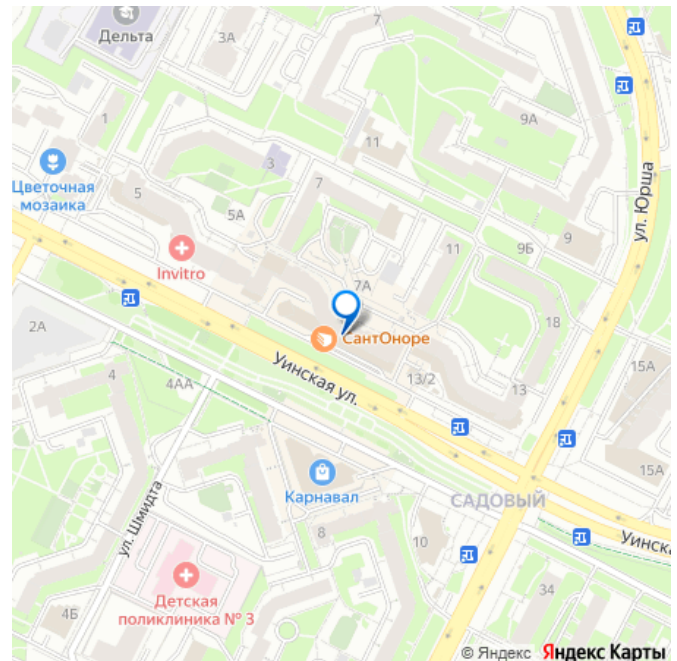 7
Дельта
3А
9А
1
11
ул. Юрша
3
Цветочная
мозаика
7
5
5А
11
9Б
9
Invitro
7А
18
2А
СантОноре
15А
Уинская ул.
13/2
13
4
4АА
15А
Карнавал
САДОВЫЙ
ул. Шмидта
8
10
Уинска
34
Детская
поликлиника № 3
4Б
© Яндекс Яндекс Карты